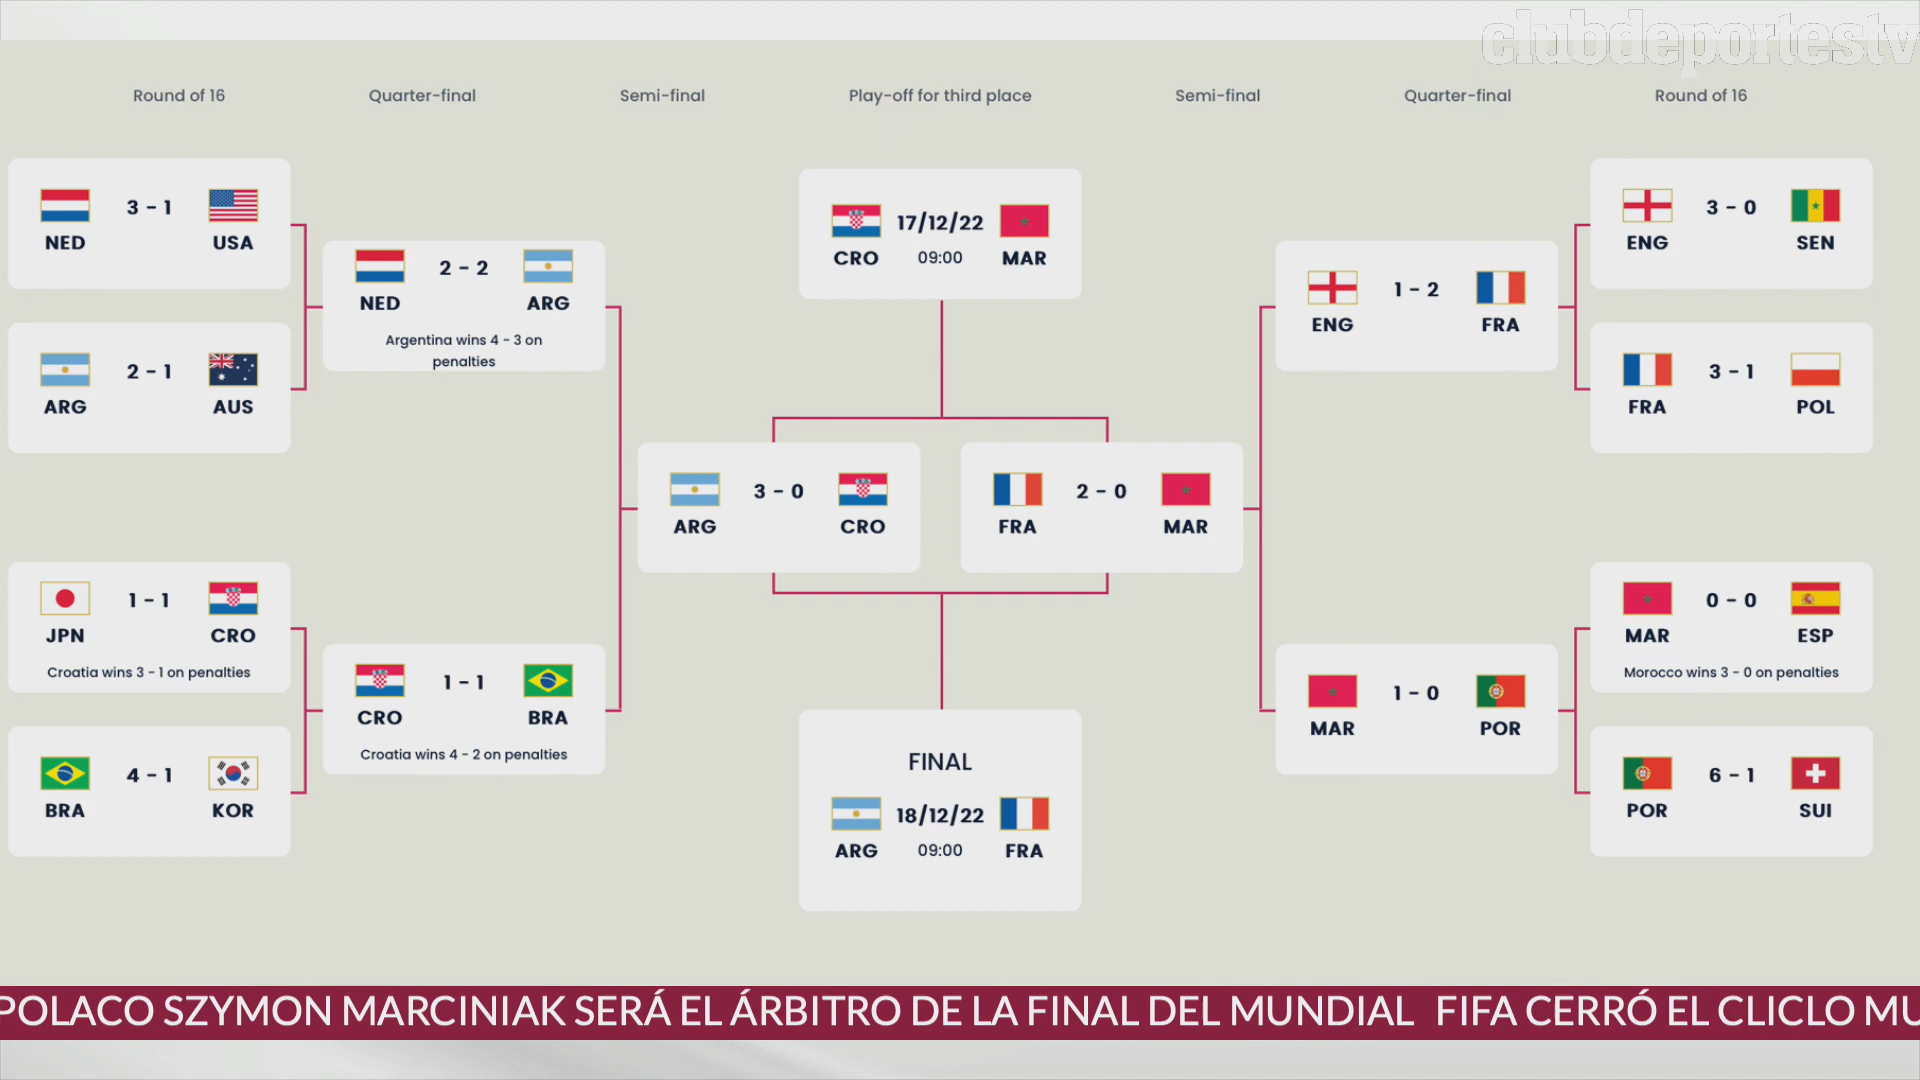 clubdeportestv
Round of 16
Quarter-final
Semi-final
Play-off for third place
Semi-final
Quarter-final
Round of 16
NED 3 - 1 USA
ARG 2 - 1 AUS
JPN 1 - 1 CRO
Croatia wins 3 - 1 on penalties
BRA 4 - 1 KOR
NED 2 - 2 ARG
Argentina wins 4 - 3 on
penalties
CRO 1 - 1 BRA
Croatia wins 4 - 2 on penalties
ARG 3 - 0 CRO
17/12/22
CRO 09:00 MAR
FINAL
18/12/22
ARG 09:00 FRA
FRA 2 - 0 MAR
ENG 1 - 2 FRA
MAR 1 - 0 POR
ENG 3 - 0 SEN
FRA 3 - 1 POL
MAR 0 - 0 ESP
Morocco wins 3 - 0 on penalties
POR 6 - 1 SUI
POLACO SZYMON MARCINIAK SERÁ EL ÁRBITRO DE LA FINAL DEL MUNDIAL FIFA CERRÓ EL CLICLO MU